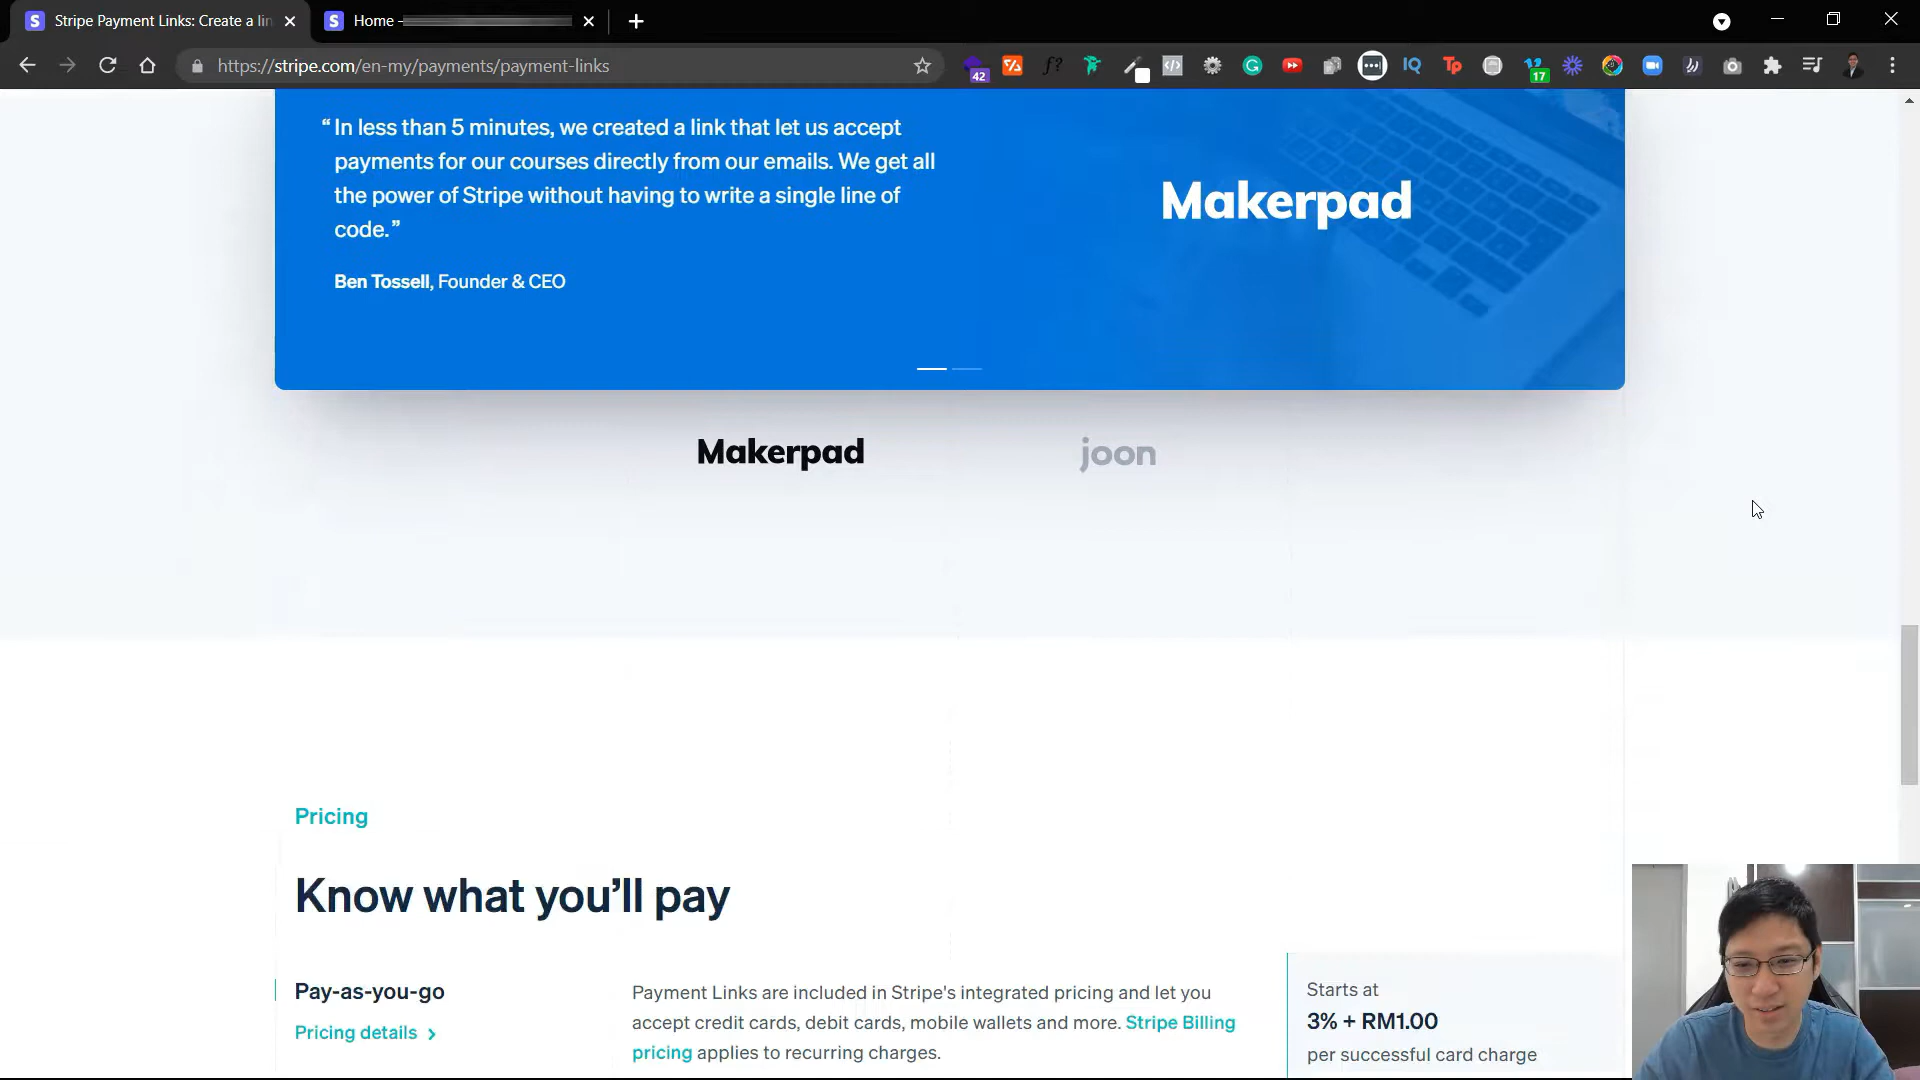 Stripe Payment Links: Create a lin
Home -
https://stripe.com/en-my/payments/payment-links
42
f?
IQ
Tp
17
“ In less than 5 minutes, we created a link that let us accept
payments for our courses directly from our emails. We get all
the power of Stripe without having to write a single line of
code.”
Makerpad
Ben Tossell, Founder & CEO
Makerpad
joon
Pricing
Know what you’ll pay
Pay-as-you-go
Pricing details
Payment Links are included in Stripe's integrated pricing and let you
accept credit cards, debit cards, mobile wallets and more. Stripe Billing
pricing applies to recurring charges.
Starts at
3% + RM1.00
per successful card charge